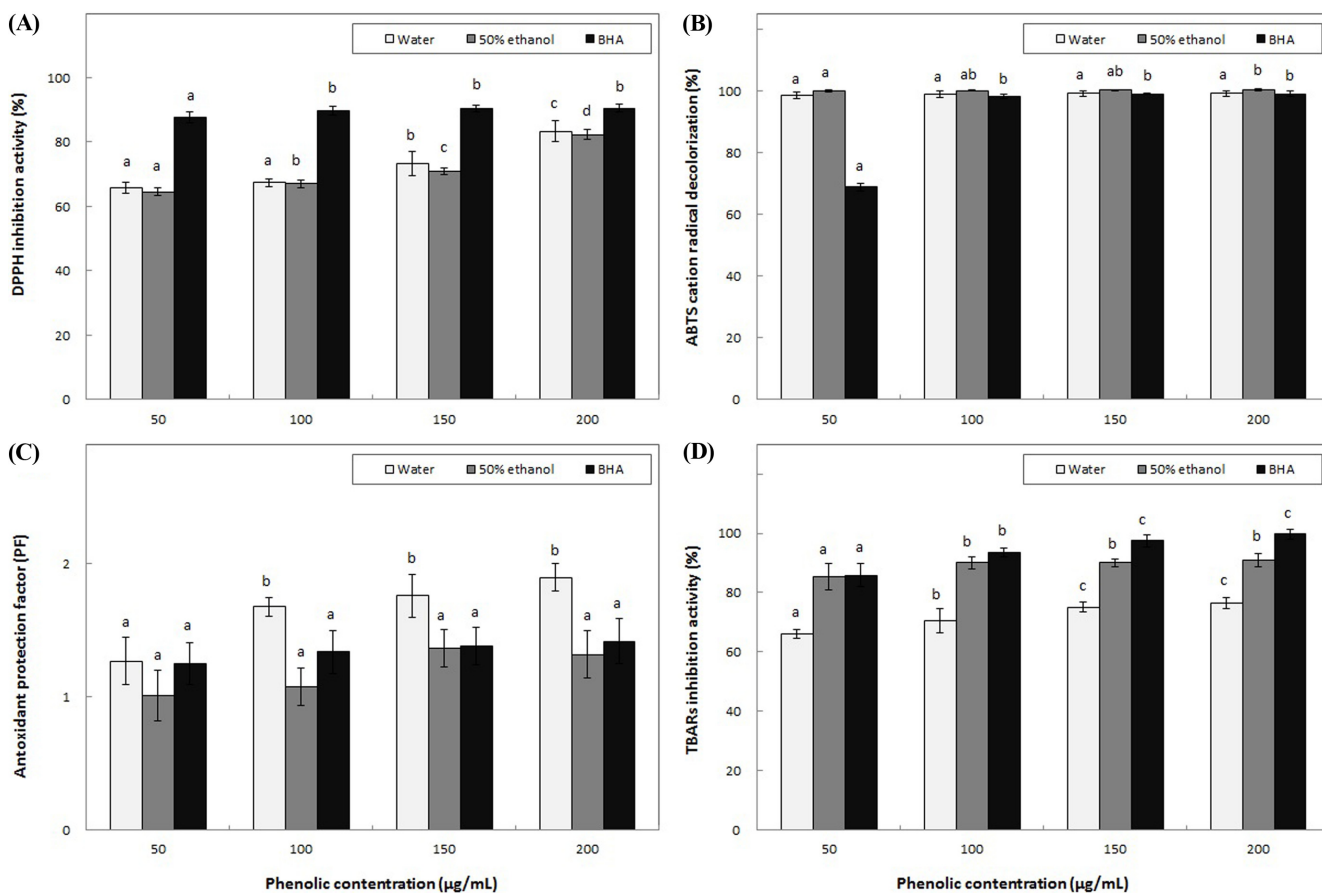 (A)
Water 50% ethanol BHA
DPPH inhibition activity (%)
100
80
60
40
20
0
a a a
a b b
b c b
c d b
50 100 150 200
(B)
Water 50% ethanol BHA
ABTS cation radical decolorization (%)
100
80
60
40
20
0
a a a
a ab b
a ab b
a b b
50 100 150 200
(C)
Water 50% ethanol BHA
Antoxidant protection factor (PF)
2
1
0
a a a
b a a
b a a
b a a
50 100 150 200
Phenolic contentration (µg/mL)
(D)
Water 50% ethanol BHA
TBARs inhibition activity (%)
100
80
60
40
20
0
a a a
b b b
c b c
c b c
50 100 150 200
Phenolic contentration (µg/mL)